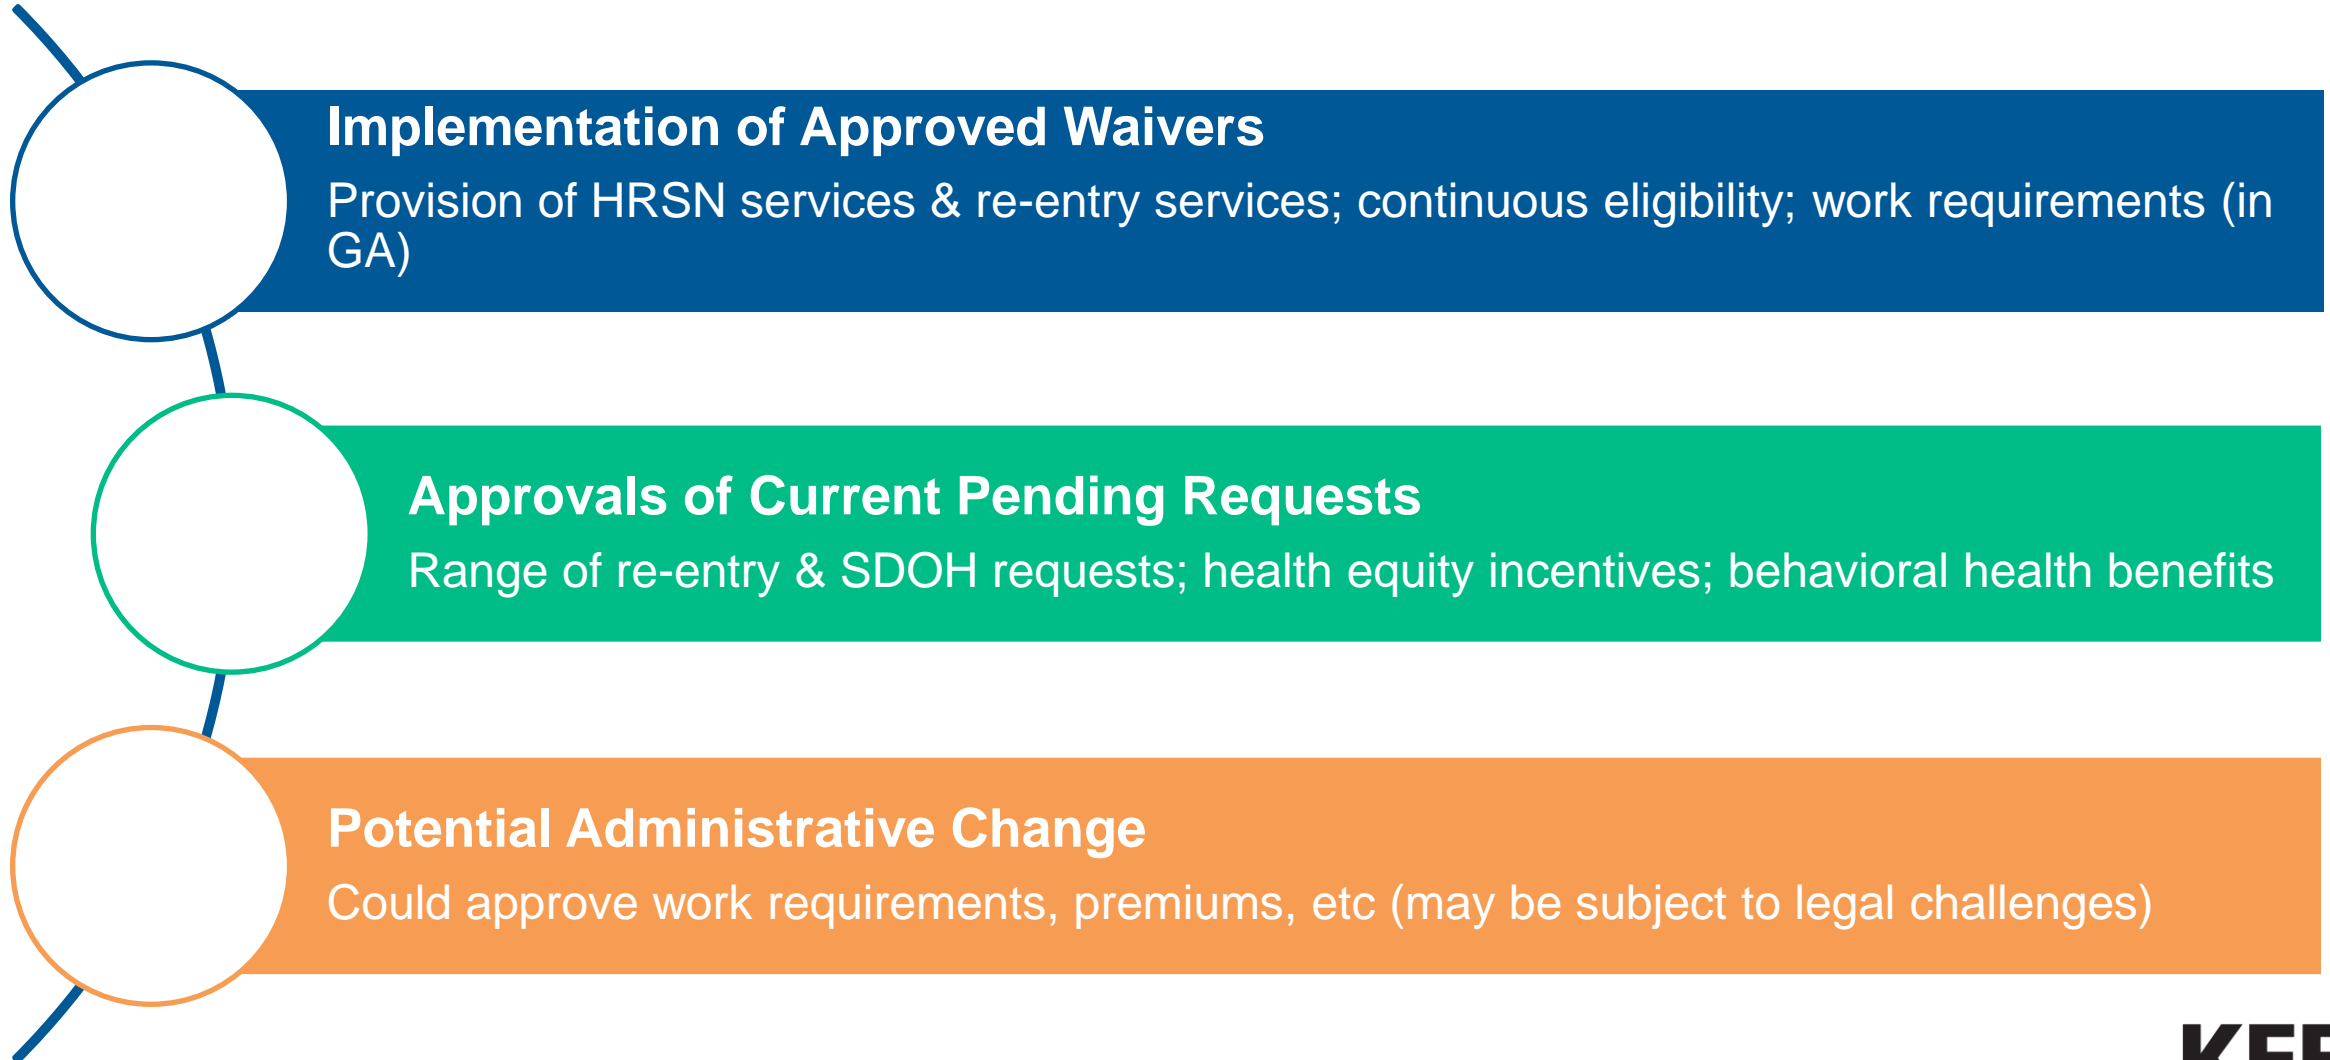 Implementation of Approved Waivers
Provision of HRSN services & re-entry services; continuous eligibility; work requirements (in
GA)
Approvals of Current Pending Requests
Range of re-entry & SDOH requests; health equity incentives; behavioral health benefits
Potential Administrative Change
Could approve work requirements, premiums, etc (may be subject to legal challenges)